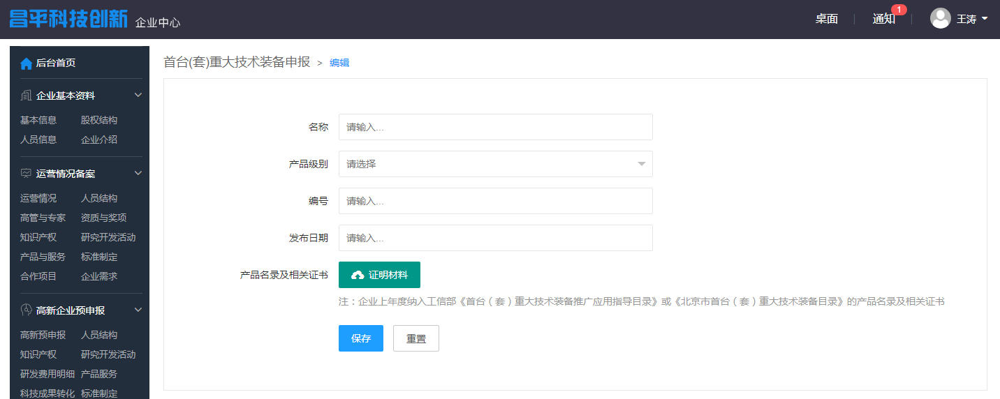 昌平科技创新 企业中心
桌面 通知 1 王涛
后台首页
首台(套)重大技术装备申报 > 编辑
企业基本资料
基本信息 股权结构
人员信息 企业介绍
运营情况备案
运营情况 人员结构
高管与专家 资质与奖项
知识产权 研究开发活动
产品与服务 标准制定
合作项目 企业需求
高新企业预申报
高新预申报 人员结构
知识产权 研究开发活动
研发费用明细 产品服务
科技成果转化 标准制定
名称 请输入...
产品级别 请选择
编号 请输入...
发布日期 请输入...
产品名录及相关证书 证明材料
注：企业上年度纳入工信部《首台（套）重大技术装备推广应用指导目录》或《北京市首台（套）重大技术装备目录》的产品名录及相关证书
保存 重置